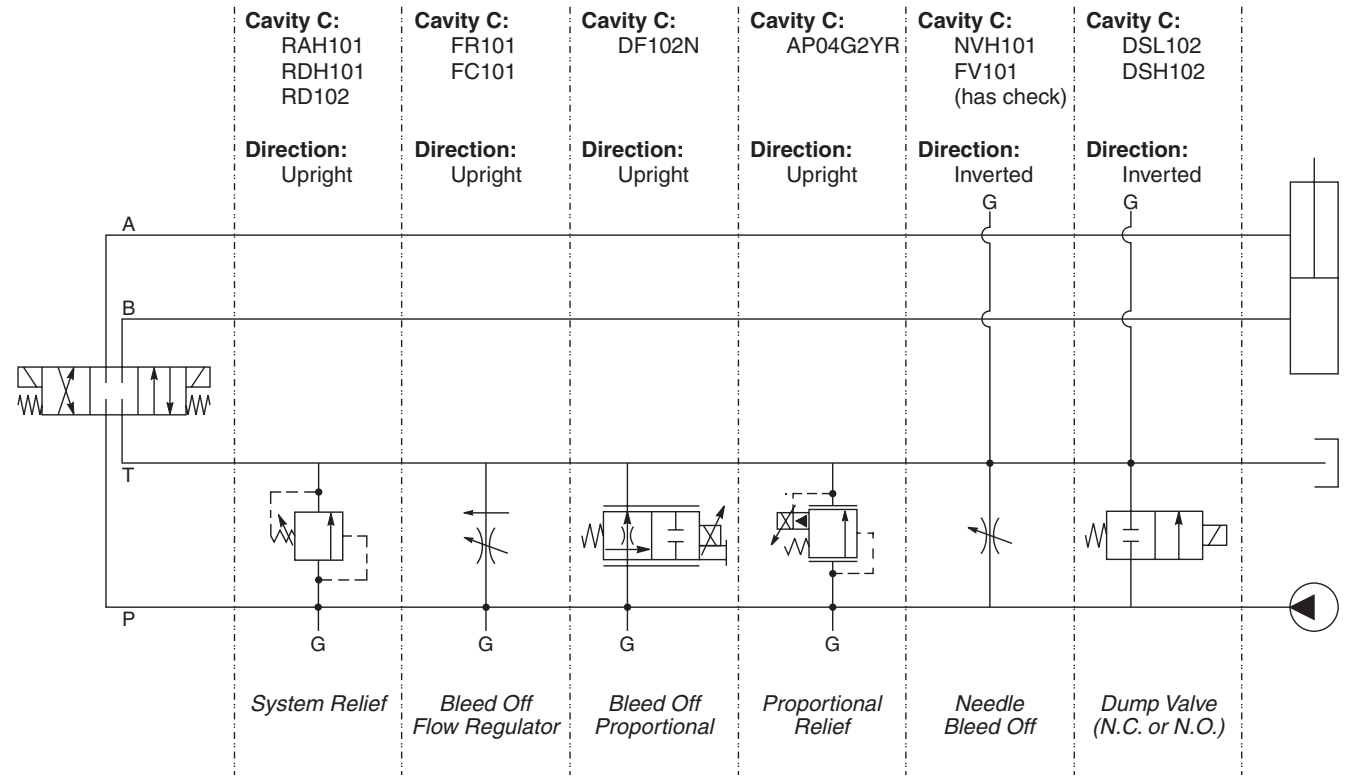 Cavity C:
RAH101
RDH101
RD102
Direction:
Upright
Cavity C:
FR101
FC101
Direction:
Upright
Cavity C:
DF102N
Direction:
Upright
Cavity C:
AP04G2YR
Direction:
Upright
Cavity C:
NVH101
FV101
(has check)
Direction:
Inverted
G
Cavity C:
DSL102
DSH102
Direction:
Inverted
G
A
B
T
P
G
G
G
G
System Relief
Bleed Off
Flow Regulator
Bleed Off
Proportional
Proportional
Relief
Needle
Bleed Off
Dump Valve
(N.C. or N.O.)